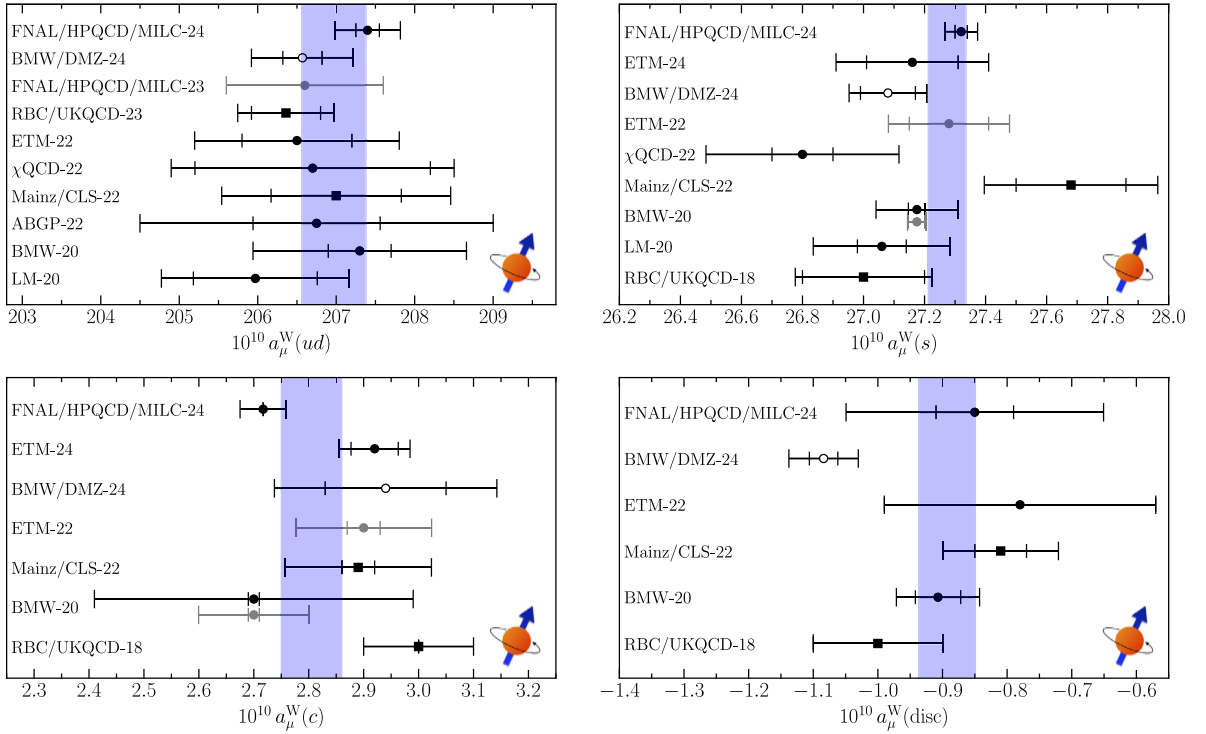 FNAL/HPQCD/MILC-24
BMW/DMZ-24
FNAL/HPQCD/MILC-23
RBC/UKQCD-23
ETM-22
χQCD-22
Mainz/CLS-22
ABGP-22
BMW-20
LM-20
203 204 205 206 207 208 209
10¹⁰ a_μ^W(ud)
FNAL/HPQCD/MILC-24
ETM-24
BMW/DMZ-24
ETM-22
χQCD-22
Mainz/CLS-22
BMW-20
LM-20
RBC/UKQCD-18
26.2 26.4 26.6 26.8 27.0 27.2 27.4 27.6 27.8 28.0
10¹⁰ a_μ^W(s)
FNAL/HPQCD/MILC-24
ETM-24
BMW/DMZ-24
ETM-22
Mainz/CLS-22
BMW-20
RBC/UKQCD-18
2.3 2.4 2.5 2.6 2.7 2.8 2.9 3.0 3.1 3.2
10¹⁰ a_μ^W(c)
FNAL/HPQCD/MILC-24
BMW/DMZ-24
ETM-22
Mainz/CLS-22
BMW-20
RBC/UKQCD-18
−1.4 −1.3 −1.2 −1.1 −1.0 −0.9 −0.8 −0.7 −0.6
10¹⁰ a_μ^W(disc)